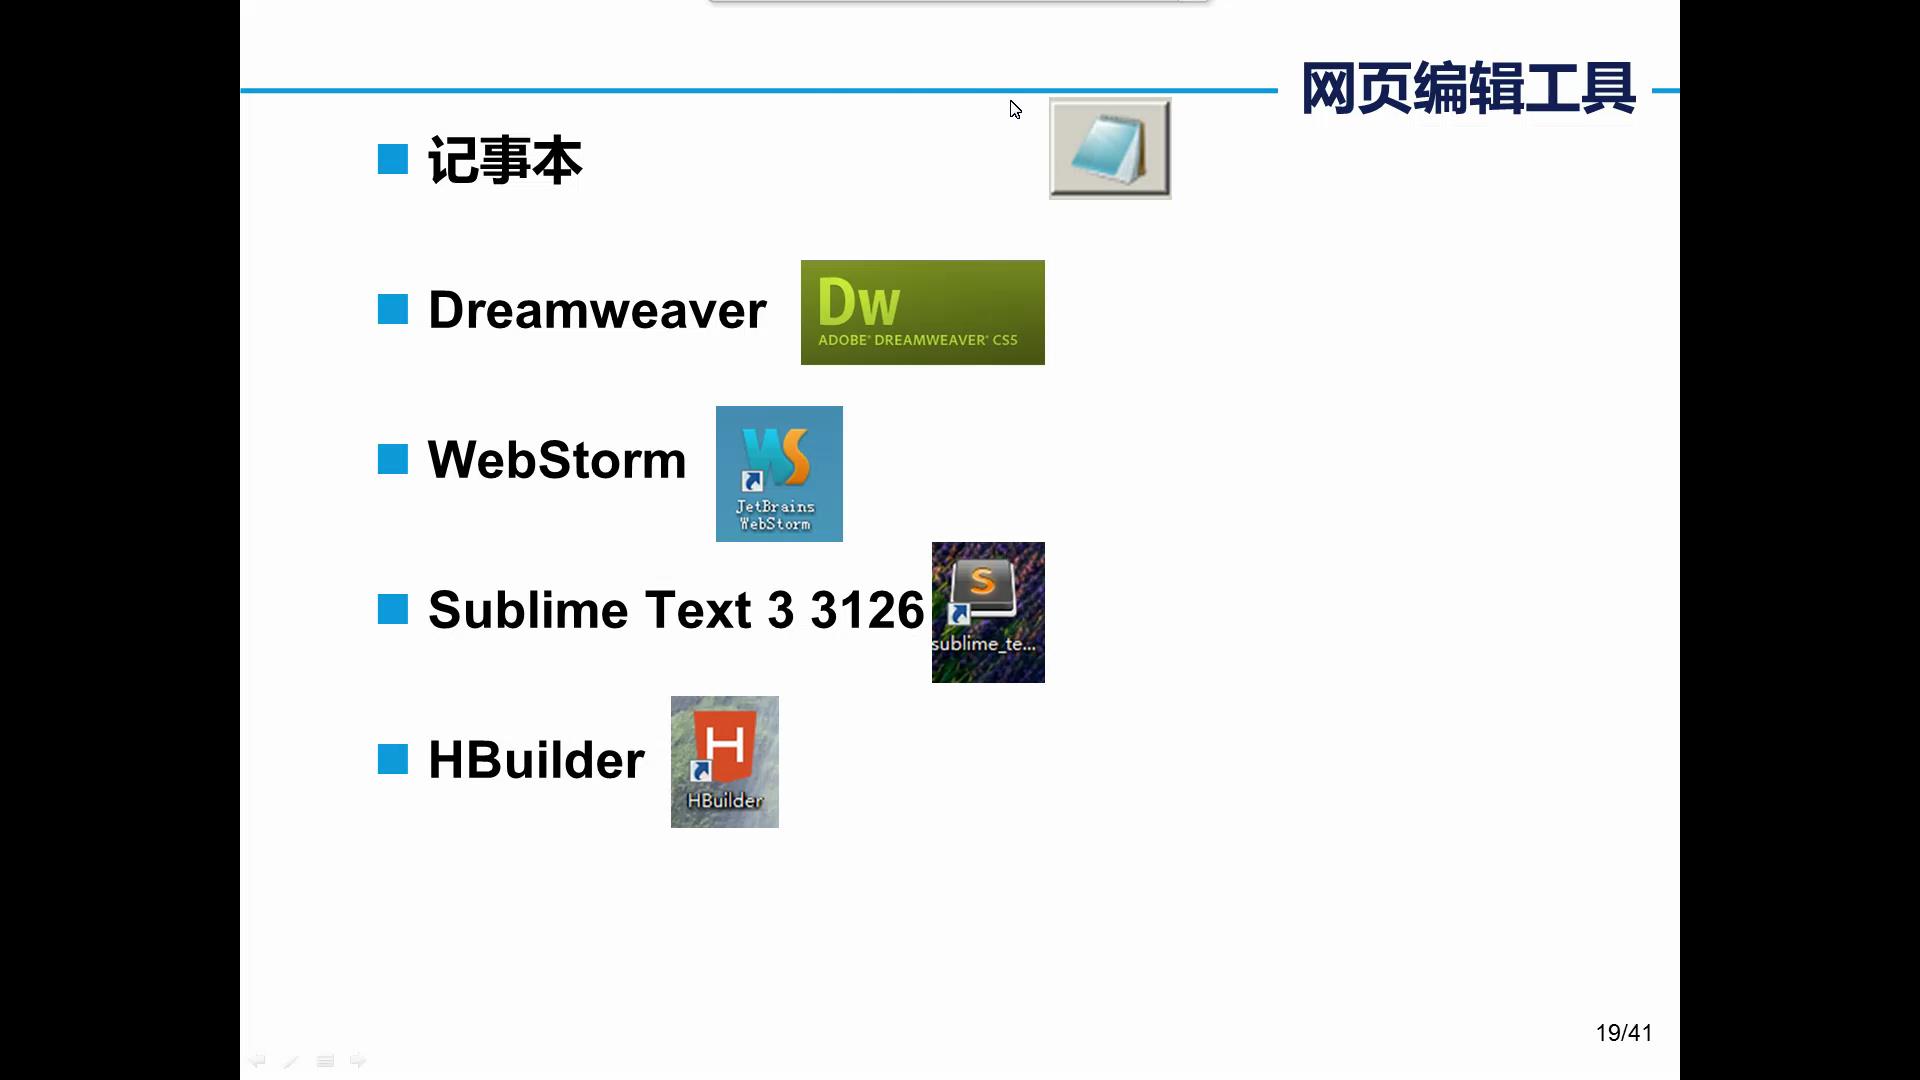 网页编辑工具
记事本
Dreamweaver
Dw
ADOBE® DREAMWEAVER® CS5
WebStorm
WS
JetBrains
WebStorm
Sublime Text 3 3126
S
sublime_te...
HBuilder
H
HBuilder
19/41